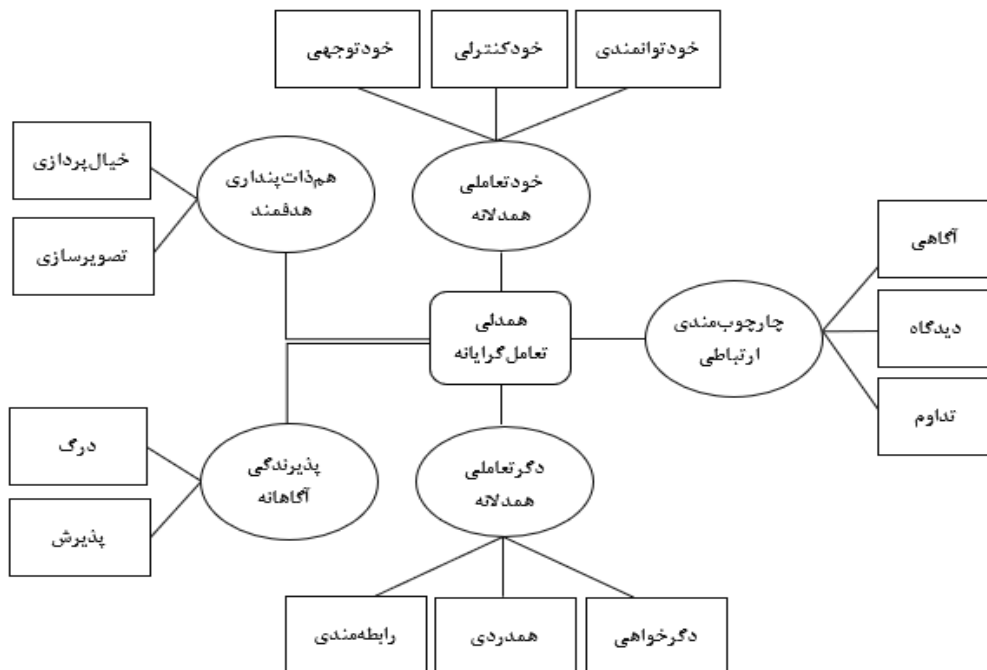 خودتوانمندی
خودکنترلی
خودتوجهی
خودتعاملی
همدلانه
هم‌ذات‌پنداری
هدفمند
خیال‌پردازی
تصویرسازی
آگاهی
دیدگاه
تداوم
چارچوب‌مندی
ارتباطی
همدلی
تعامل‌گرایانه
پذیرندگی
آگاهانه
درک
پذیرش
دگرتعاملی
همدلانه
دگرخواهی
همدردی
رابطه‌مندی